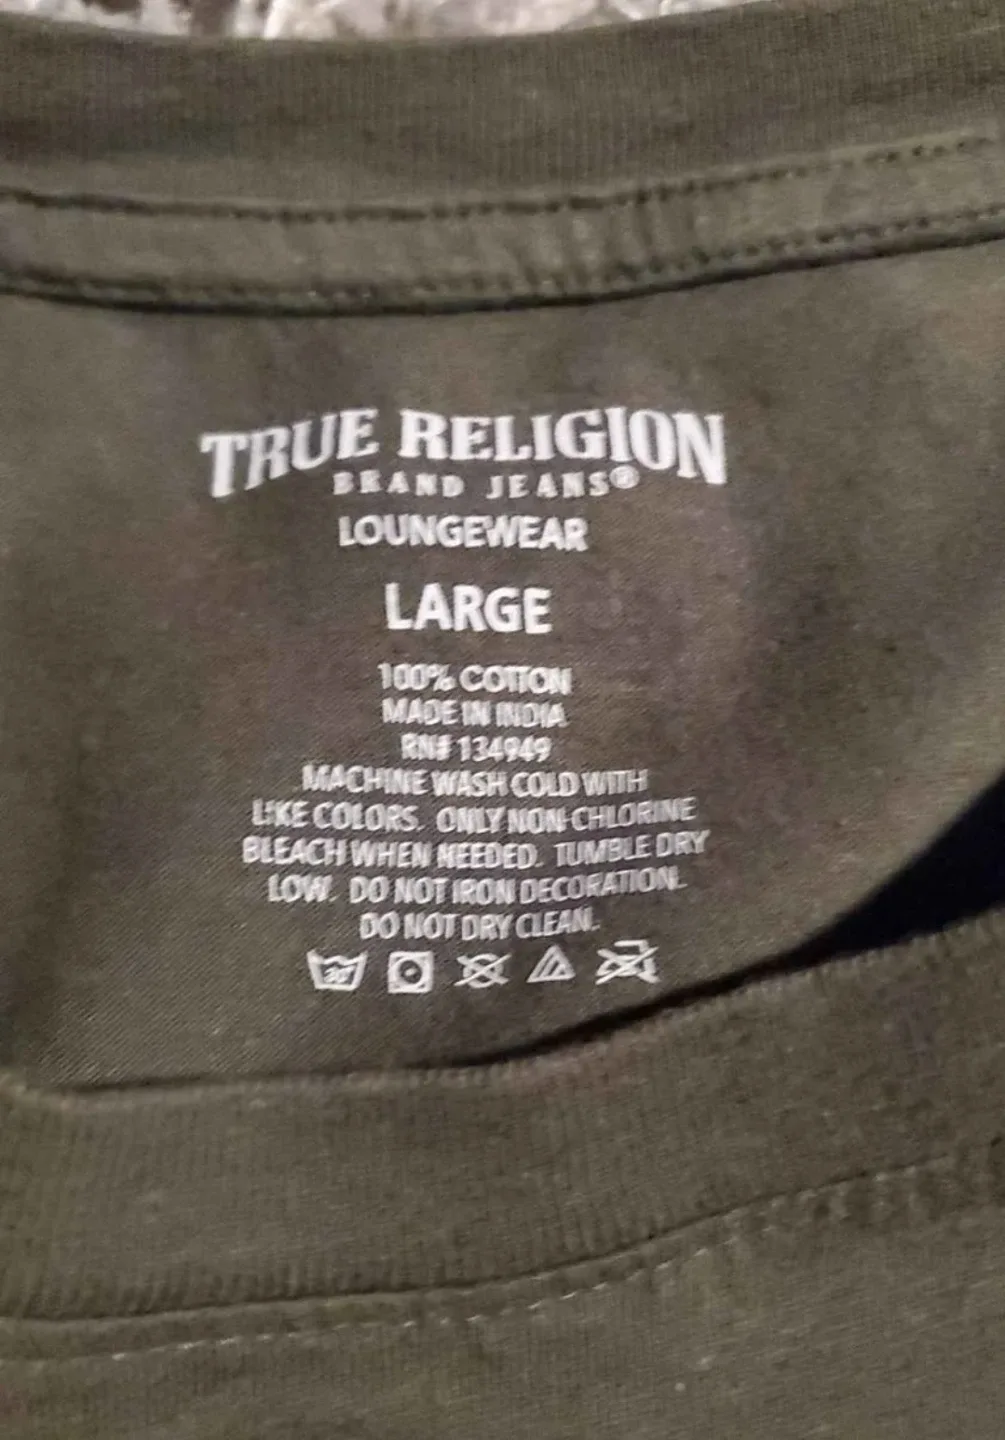 TRUE RELIGION
BRAND JEANS®
LOUNGEWEAR
LARGE
100% COTTON
MADE IN INDIA
RN# 134949
MACHINE WASH COLD WITH
LIKE COLORS. ONLY NON-CHLORINE
BLEACH WHEN NEEDED. TUMBLE DRY
LOW. DO NOT IRON DECORATION.
DO NOT DRY CLEAN.